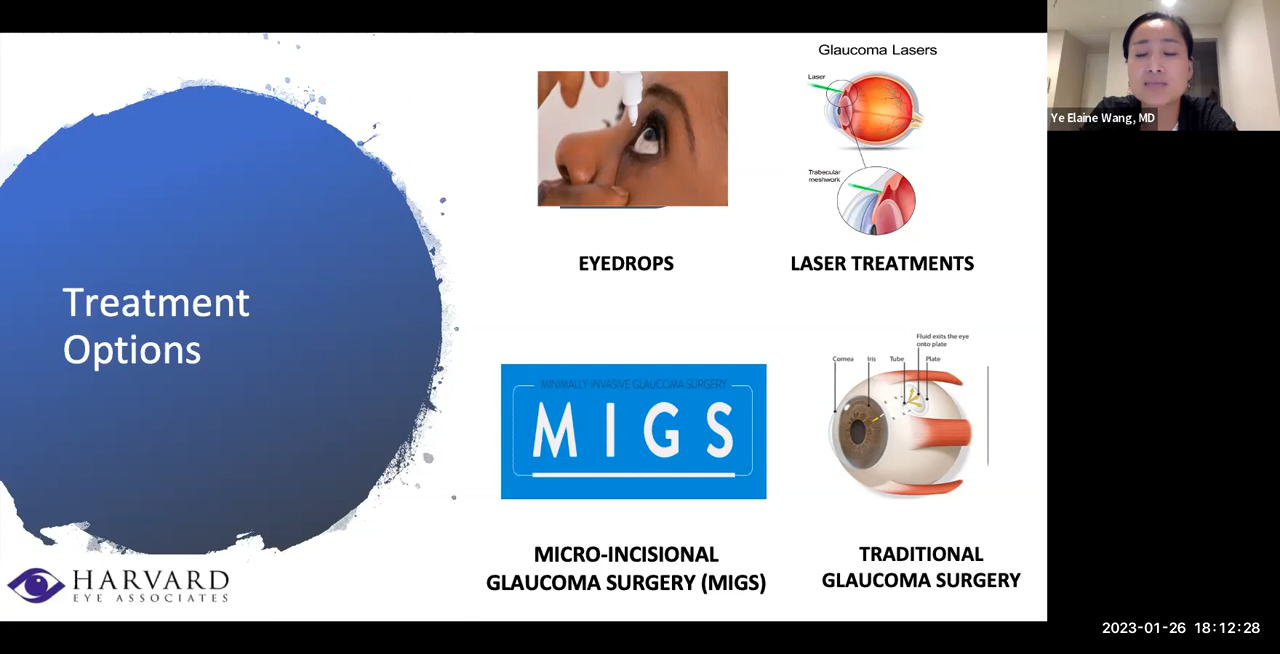 Treatment
Options
HARVARD
EYE ASSOCIATES
EYEDROPS
Glaucoma Lasers
Laser
Trabecular
meshwork
LASER TREATMENTS
MINIMALLY INVASIVE GLAUCOMA SURGERY
MIGS
MICRO-INCISIONAL
GLAUCOMA SURGERY (MIGS)
Fluid exits the eye
onto plate
Cornea Iris Tube Plate
TRADITIONAL
GLAUCOMA SURGERY
Ye Elaine Wang, MD
2023-01-26 18:12:28